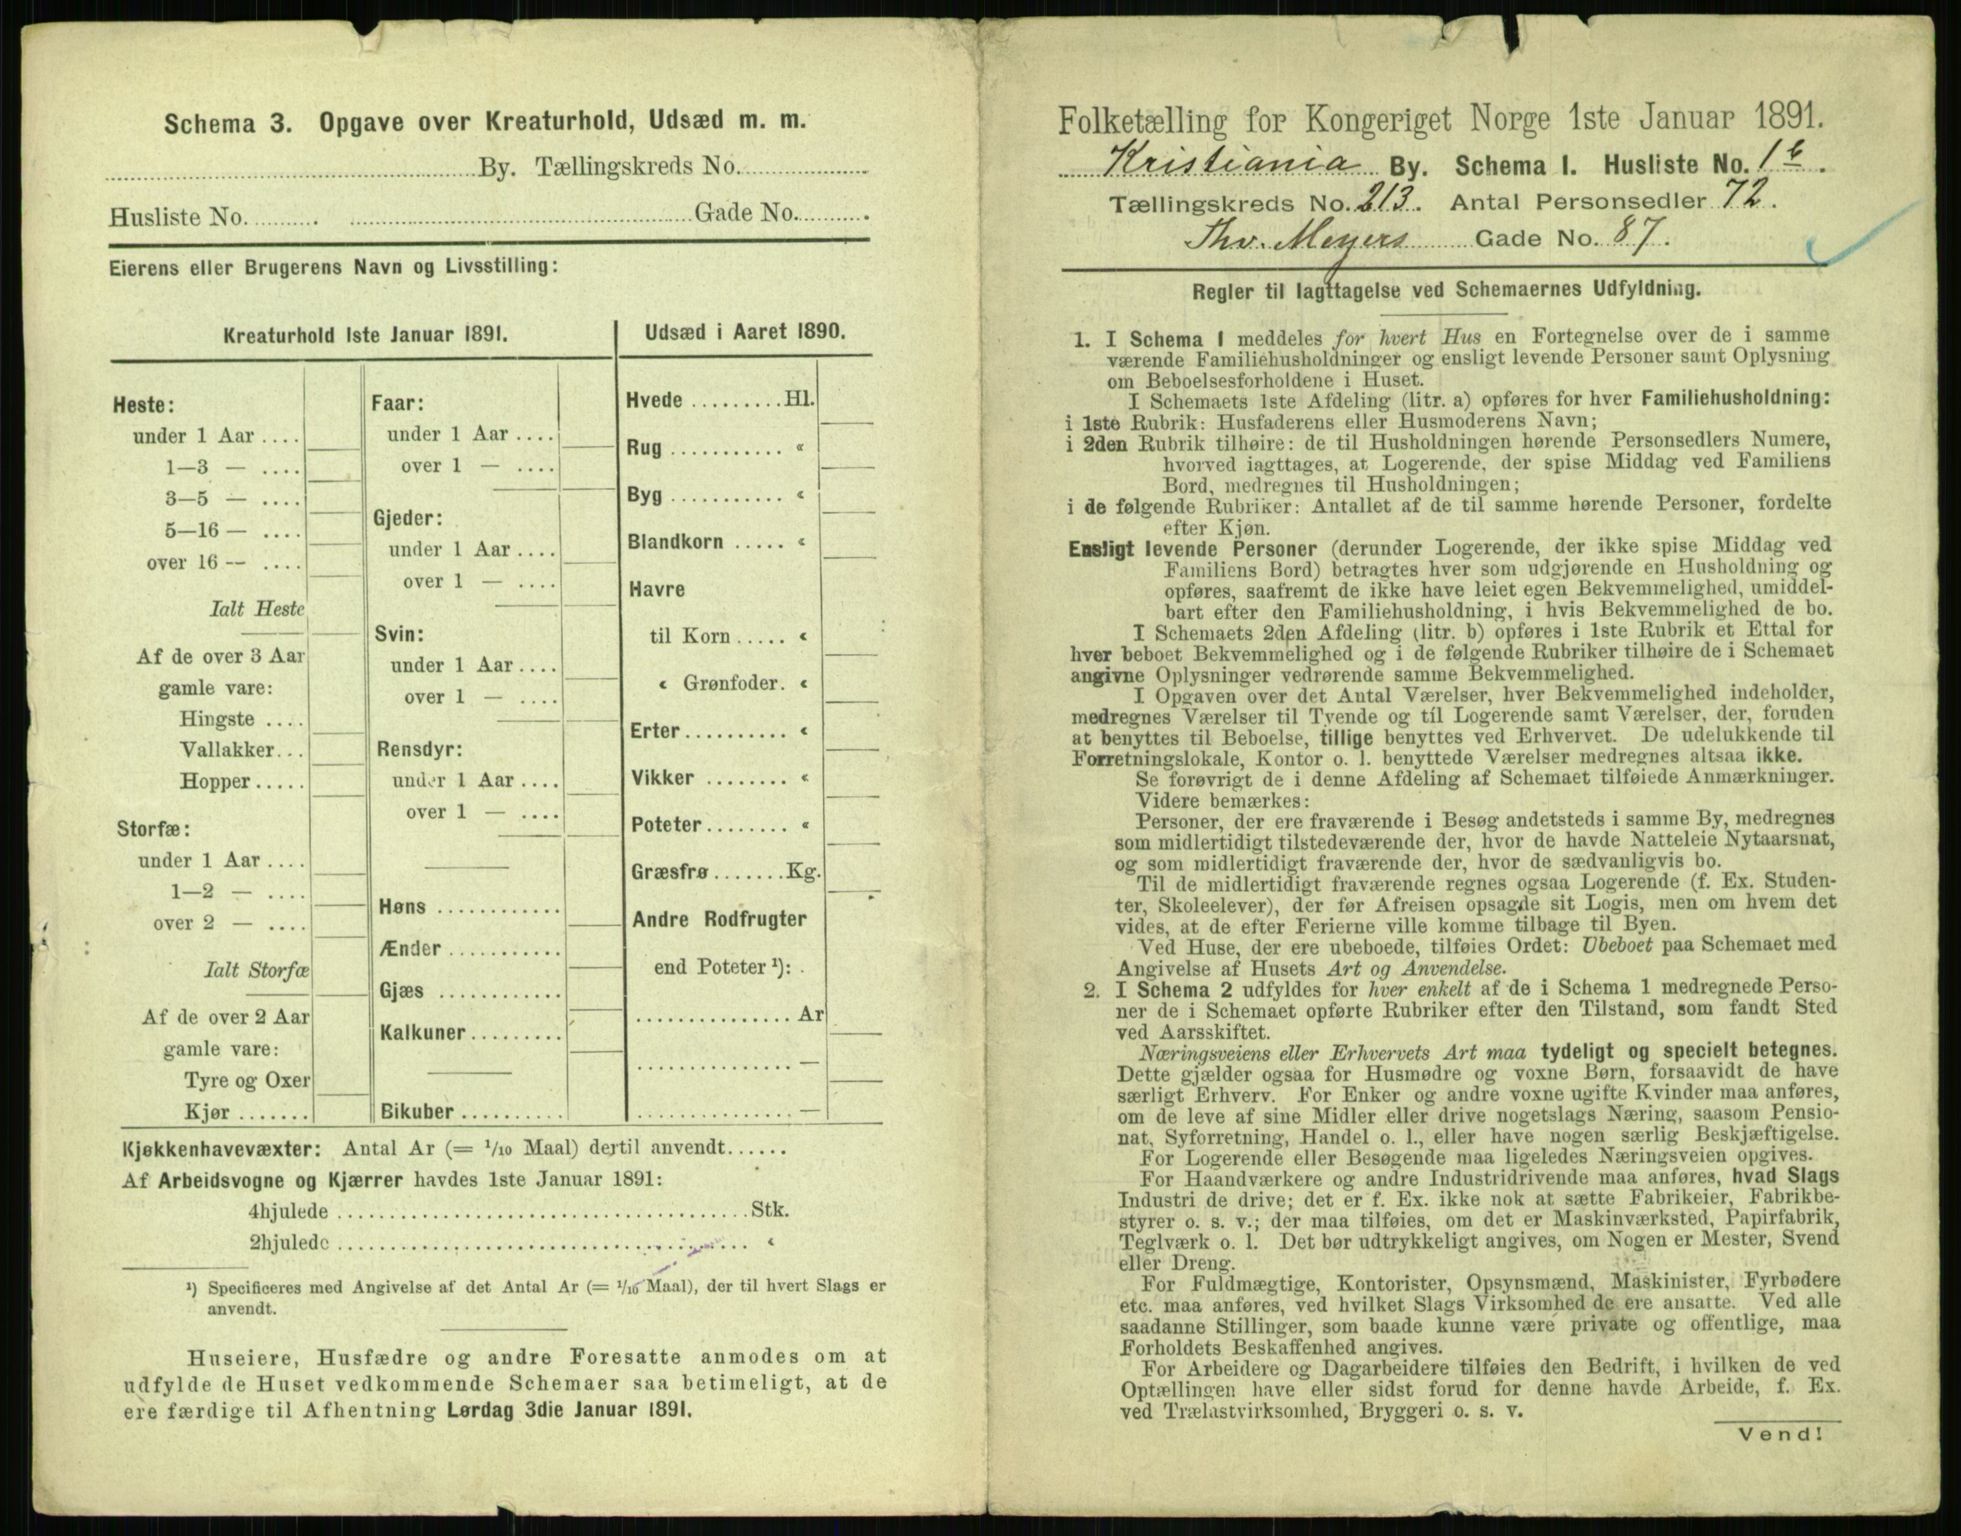 Schema 3. Opgave over Kreaturhold, Udsæd m. m.
By. Tællingskreds No.
Husliste No. Gade No.
Eierens eller Brugerens Navn og Livsstilling:
Kreaturhold 1ste Januar 1891.
Heste:
under 1 Aar ....
1—3 — ....
3—5 — ....
5—16 — ....
over 16 — ....
Ialt Heste
Af de over 3 Aar
gamle vare:
Hingste ....
Vallakker...
Hopper.....
Storfæ:
under 1 Aar ....
1—2 — ....
over 2 — ....
Ialt Storfæ
Af de over 2 Aar
gamle vare:
Tyre og Oxer
Kjør .......
Faar:
under 1 Aar ....
over 1 — ....
Gjeder:
under 1 Aar ....
over 1 — ....
Svin:
under 1 Aar ....
over 1 — ....
Rensdyr:
under 1 Aar ....
over 1 — ....
Høns ............
Ænder ...........
Gjæs ............
Kalkuner.........
Bikuber ..........
Udsæd i Aaret 1890.
Hvede .........Hl.
Rug ........... «
Byg ........... «
Blandkorn ..... «
Havre
til Korn ..... «
« Grønfoder. «
Erter.......... «
Vikker ........ «
Poteter........ «
Græsfrø.......Kg.
Andre Rodfrugter
end Poteter ¹):
............... Ar
............... —
............... —
Kjøkkenhavevæxter: Antal Ar (= 1/10 Maal) dertil anvendt......
Af Arbeidsvogne og Kjærrer havdes 1ste Januar 1891:
4hjulede ........................................Stk.
2hjulede ........................................ «
¹) Specificeres med Angivelse af det Antal Ar (= 1/10 Maal), der til hvert Slags er
anvendt.
Huseiere, Husfædre og andre Foresatte anmodes om at
udfylde de Huset vedkommende Schemaer saa betimeligt, at de
ere færdige til Afhentning Lørdag 3die Januar 1891.
Folketælling for Kongeriget Norge 1ste Januar 1891.
Kristiania By. Schema I. Husliste No. 1b.
Tællingskreds No. 213. Antal Personsedler 72.
Thv. Meyers Gade No. 87.
Regler til Iagttagelse ved Schemaernes Udfyldning.
1. I Schema 1 meddeles for hvert Hus en Fortegnelse over de i samme
værende Familiehusholdninger og ensligt levende Personer samt Oplysning
om Beboelsesforholdene i Huset.
I Schemaets 1ste Afdeling (litr. a) opføres for hver Familiehusholdning:
i 1ste Rubrik: Husfaderens eller Husmoderens Navn;
i 2den Rubrik tilhøire: de til Husholdningen hørende Personsedlers Numere,
hvorved iagttages, at Logerende, der spise Middag ved Familiens
Bord, medregnes til Husholdningen;
i de følgende Rubriker: Antallet af de til samme hørende Personer, fordelte
efter Kjøn.
Ensligt levende Personer (derunder Logerende, der ikke spise Middag ved
Familiens Bord) betragtes hver som udgjørende en Husholdning og
opføres, saafremt de ikke have leiet egen Bekvemmelighed, umiddel-
bart efter den Familiehusholdning, i hvis Bekvemmelighed de bo.
I Schemaets 2den Afdeling (litr. b) opføres i 1ste Rubrik et Ettal for
hver beboet Bekvemmelighed og i de følgende Rubriker tilhøire de i Schemaet
angivne Oplysninger vedrørende samme Bekvemmelighed.
I Opgaven over det Antal Værelser, hver Bekvemmelighed indeholder,
medregnes Værelser til Tyende og til Logerende samt Værelser, der, foruden
at benyttes til Beboelse, tillige benyttes ved Erhvervet. De udelukkende til
Forretningslokale, Kontor o. l. benyttede Værelser medregnes altsaa ikke.
Se forøvrigt de i denne Afdeling af Schemaet tilføiede Anmærkninger.
Videre bemærkes:
Personer, der ere fraværende i Besøg andetsteds i samme By, medregnes
som midlertidigt tilstedeværende der, hvor de havde Natteleie Nytaarsnat,
og som midlertidigt fraværende der, hvor de sædvanligvis bo.
Til de midlertidigt fraværende regnes ogsaa Logerende (f. Ex. Studen-
ter, Skoleelever), der før Afreisen opsagde sit Logis, men om hvem det
vides, at de efter Ferierne ville komme tilbage til Byen.
Ved Huse, der ere ubeboede, tilføies Ordet: Ubeboet paa Schemaet med
Angivelse af Husets Art og Anvendelse.
2. I Schema 2 udfyldes for hver enkelt af de i Schema 1 medregnede Perso-
ner de i Schemaet opførte Rubriker efter den Tilstand, som fandt Sted
ved Aarsskiftet.
Næringsveiens eller Erhvervets Art maa tydeligt og specielt betegnes.
Dette gjælder ogsaa for Husmødre og voxne Børn, forsaavidt de have
særligt Erhverv. For Enker og andre voxne ugifte Kvinder maa anføres,
om de leve af sine Midler eller drive nogetslags Næring, saasom Pensio-
nat, Syforretning, Handel o. l., eller have nogen særlig Beskjæftigelse.
For Logerende eller Besøgende maa ligeledes Næringsveien opgives.
For Haandværkere og andre Industridrivende maa anføres, hvad Slags
Industri de drive; det er f. Ex. ikke nok at sætte Fabrikeier, Fabrikbe-
styrer o. s. v.; der maa tilføies, om det er Maskinværksted, Papirfabrik,
Teglværk o. l. Det bør udtrykkeligt angives, om Nogen er Mester, Svend
eller Dreng.
For Fuldmægtige, Kontorister, Opsynsmænd, Maskinister, Fyrbødere
etc. maa anføres, ved hvilket Slags Virksomhed de ere ansatte. Ved alle
saadanne Stillinger, som baade kunne være private og offentlige, maa
Forholdets Beskaffenhed angives.
For Arbeidere og Dagarbeidere tilføies den Bedrift, i hvilken de ved
Optællingen have eller sidst forud for denne havde Arbeide, f. Ex.
ved Trælastvirksomhed, Bryggeri o. s. v.
Vend!